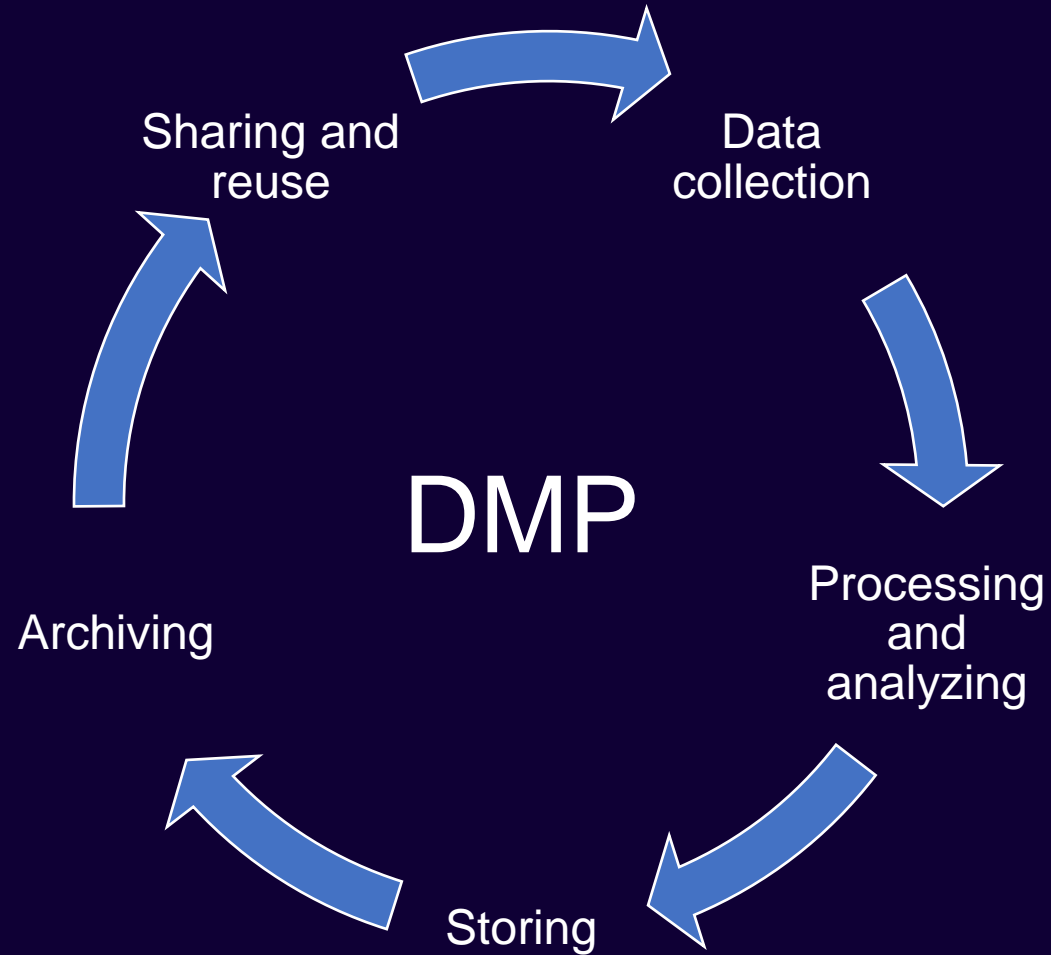 Sharing and
reuse
Data
collection
DMP
Processing
and
analyzing
Archiving
Storing